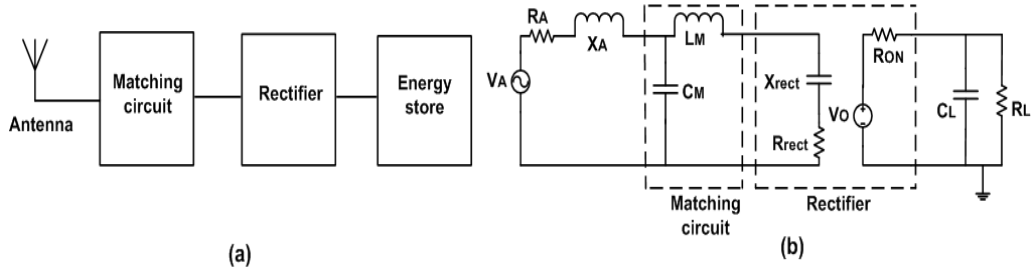 Antenna
Matching
circuit
Rectifier
Energy
store
(a)
RA
XA
LM
VA
CM
Xrect
Rrect
RON
VO
CL
RL
Matching
circuit
Rectifier
(b)